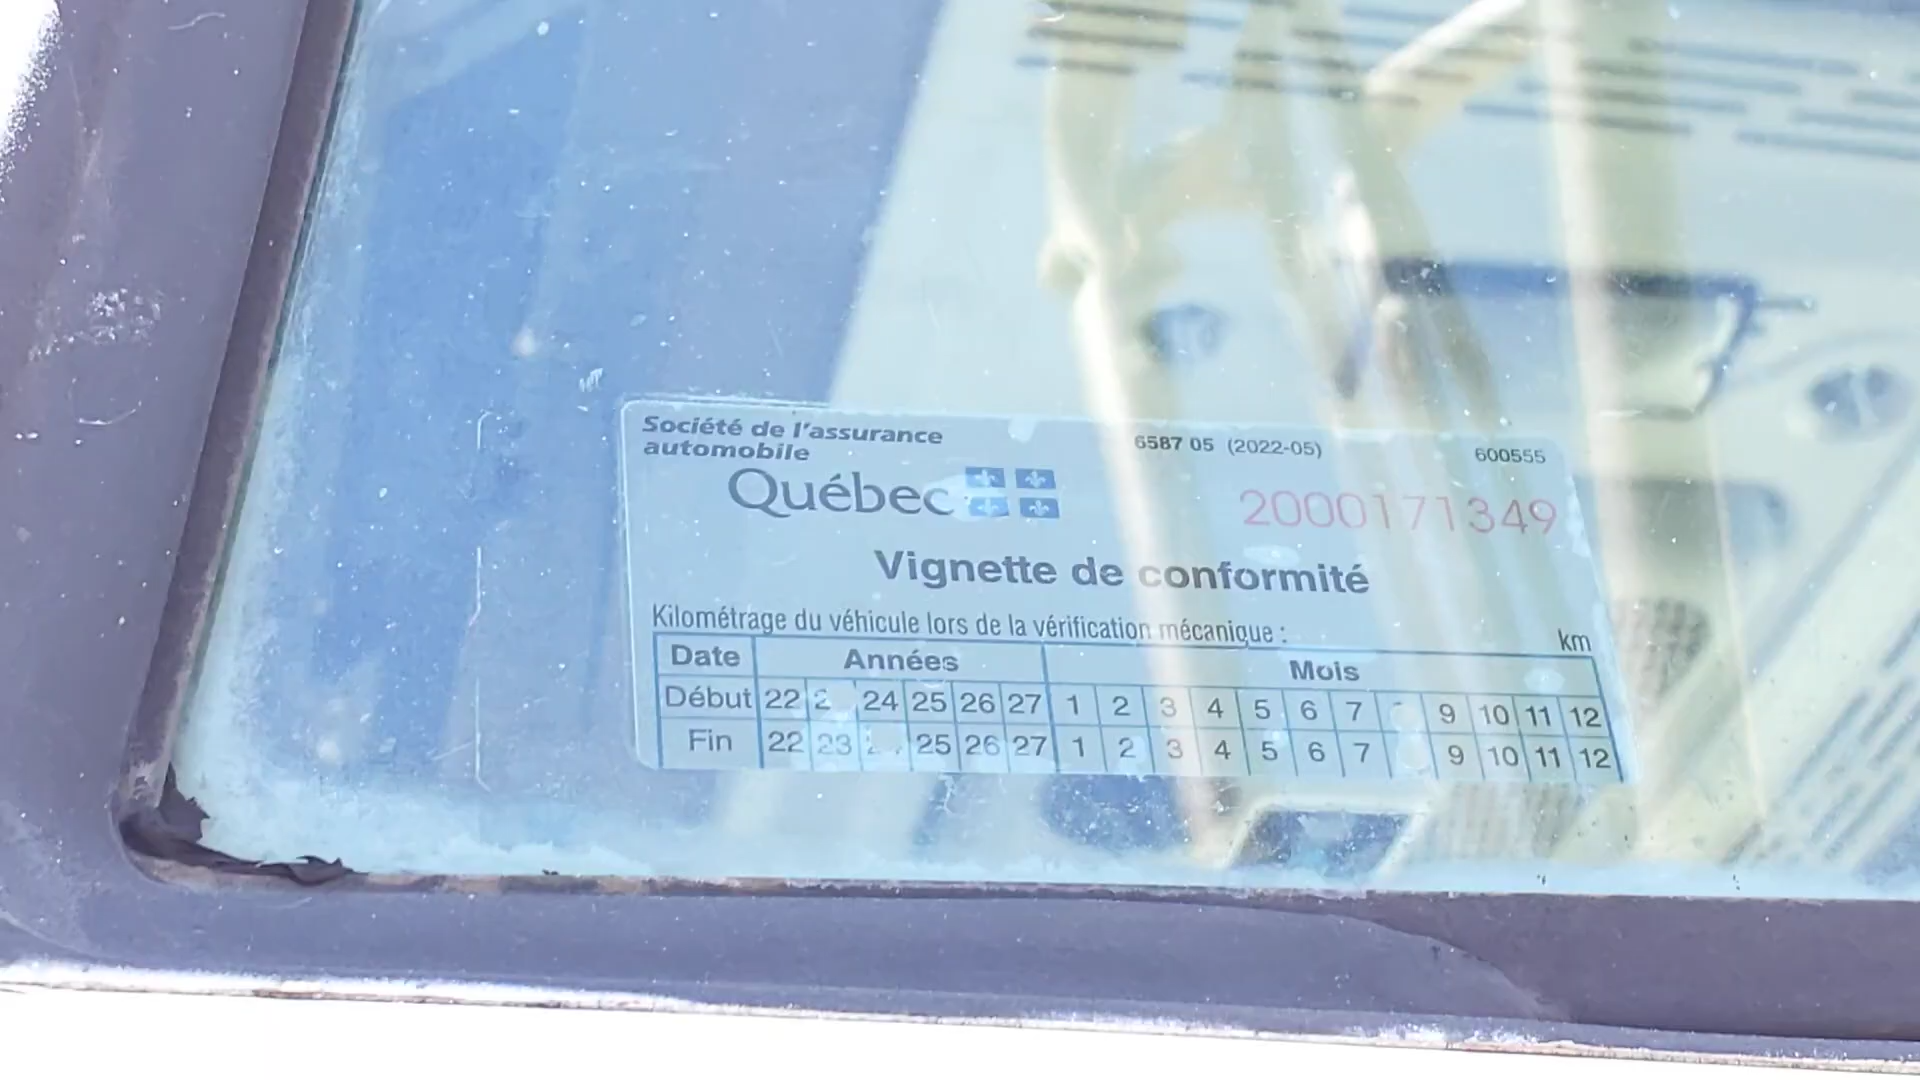 Société de l'assurance
automobile
Québec
6587 05 (2022-05)
600555
2000171349
Vignette de conformité
Kilométrage du véhicule lors de la vérification mécanique : km
Date Années Mois
Début 22 24 25 26 27 1 2 3 4 5 6 7 9 10 11 12
Fin 22 23 25 26 27 1 2 3 4 5 6 7 9 10 11 12